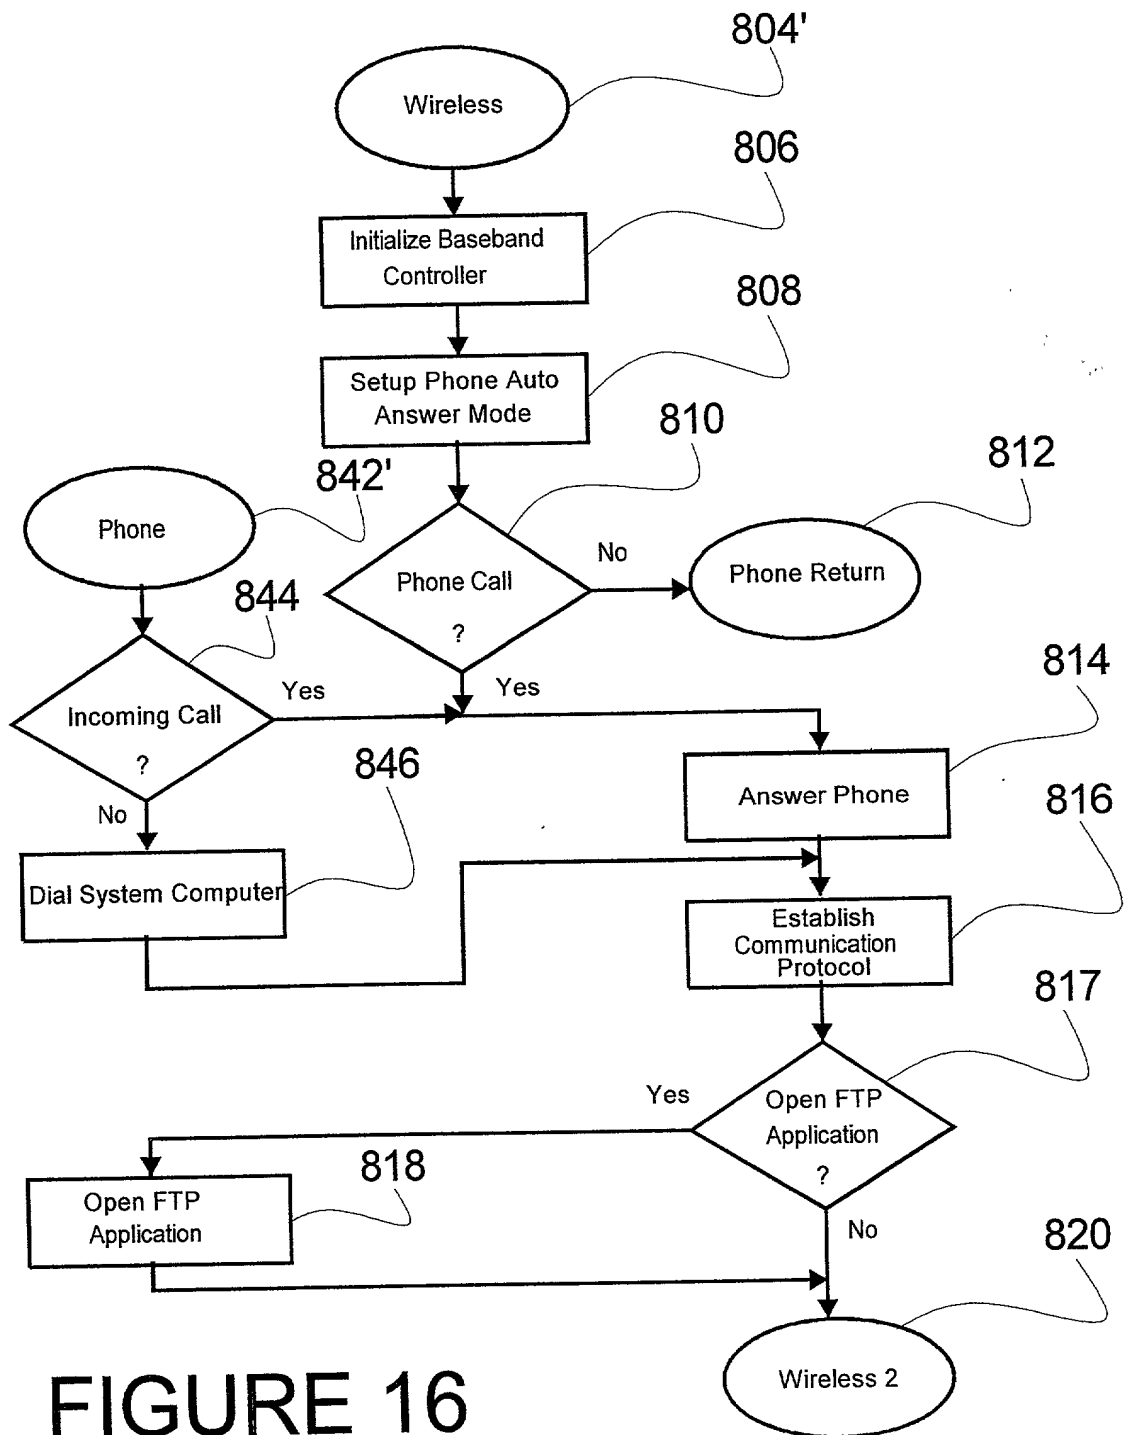 804'
Wireless
806
Initialize Baseband
Controller
808
Setup Phone Auto
Answer Mode
810
842'
812
Phone
No
Phone Call
?
Phone Return
844
814
Yes
Yes
Incoming Call
?
846
Answer Phone
816
No
Dial System Computer
Establish
Communication
Protocol
817
Yes
Open FTP
Application
?
818
Open FTP
Application
No
820
Wireless 2
FIGURE 16